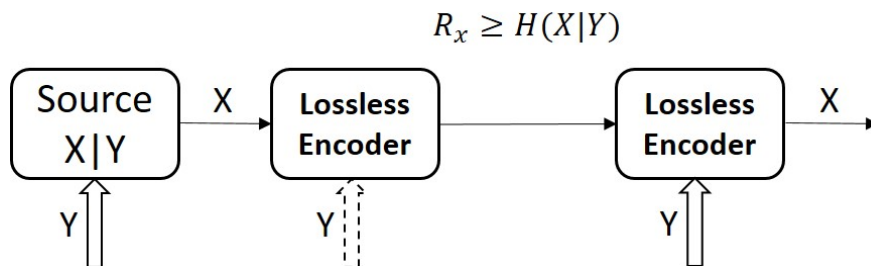 R_x ≥ H(X|Y)
Source
X|Y
X
Lossless
Encoder
Lossless
Encoder
X
Y
Y
Y